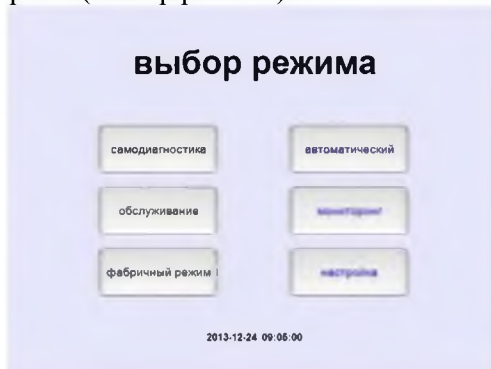 выбор режима
самодиагностика
автоматический
обслуживание
мониторинг
фабричный режим
настройка
2013-12-24 09:05:00